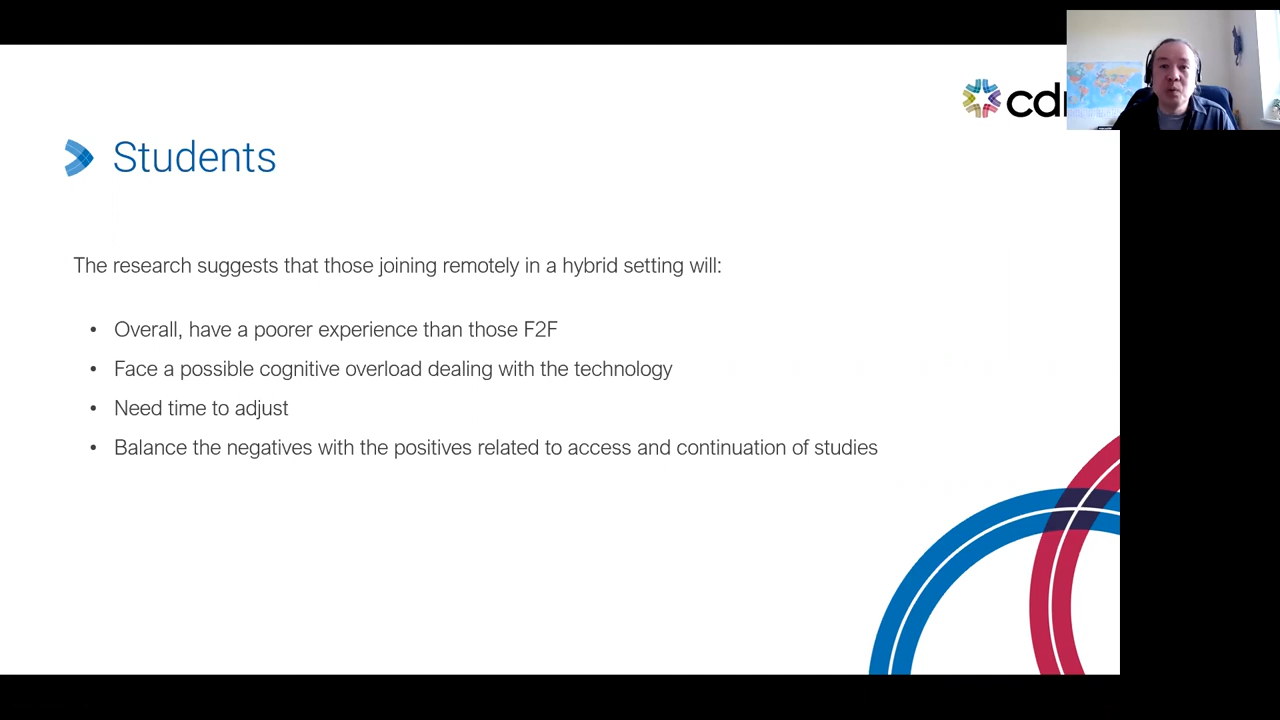 cd
Students
The research suggests that those joining remotely in a hybrid setting will:
• Overall, have a poorer experience than those F2F
• Face a possible cognitive overload dealing with the technology
• Need time to adjust
• Balance the negatives with the positives related to access and continuation of studies